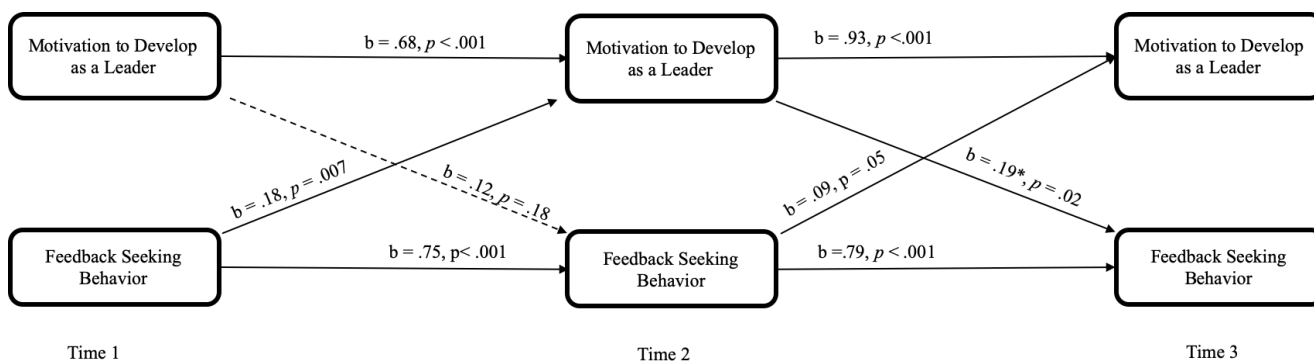 Motivation to Develop
as a Leader
b = .68, p < .001
Motivation to Develop
as a Leader
b = .93, p <.001
Motivation to Develop
as a Leader
b = .18, p = .007
b = .12, p = .18
b = .09, p = .05
b = .19*, p = .02
Feedback Seeking
Behavior
b = .75, p< .001
Feedback Seeking
Behavior
b =.79, p < .001
Feedback Seeking
Behavior
Time 1
Time 2
Time 3